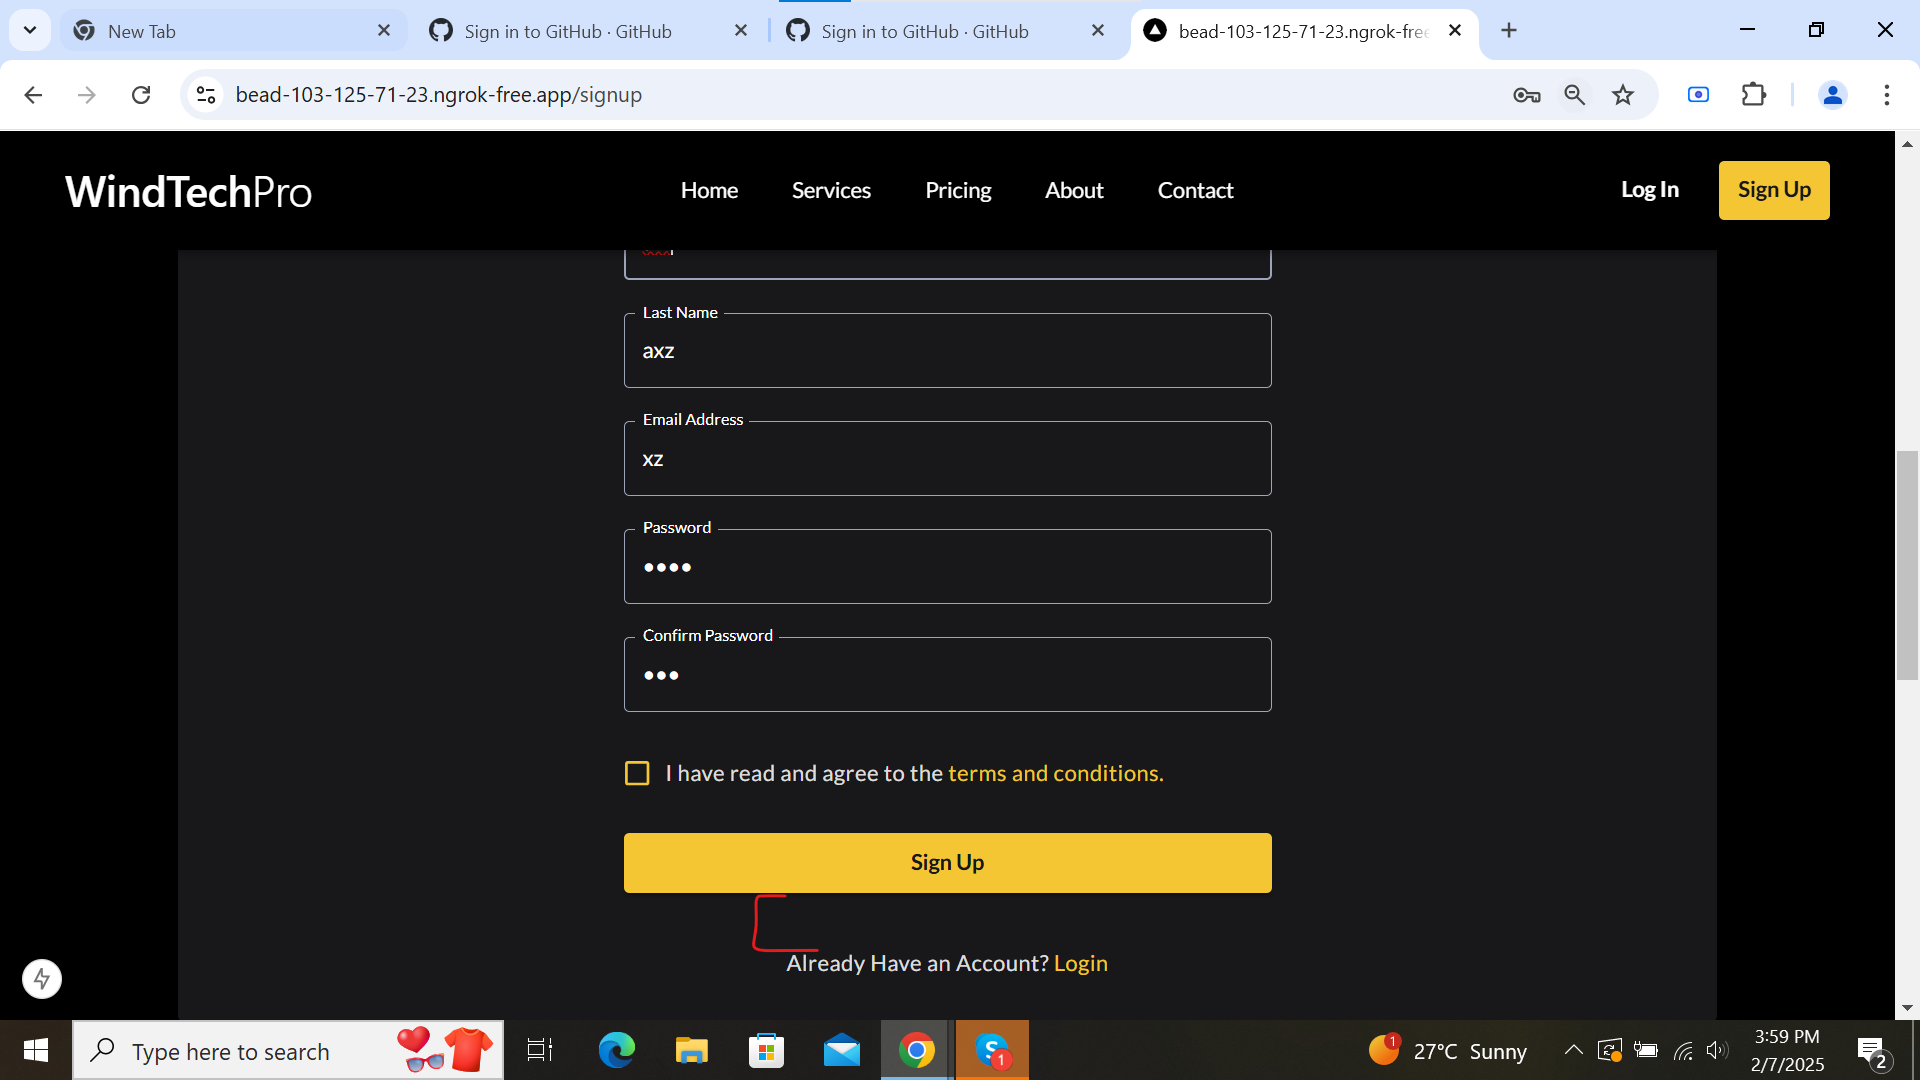 New Tab
Sign in to GitHub · GitHub
Sign in to GitHub · GitHub
bead-103-125-71-23.ngrok-free
bead-103-125-71-23.ngrok-free.app/signup
WindTechPro
Home
Services
Pricing
About
Contact
Log In
Sign Up
Last Name
axz
Email Address
xz
Password
••••
Confirm Password
•••
I have read and agree to the terms and conditions.
Sign Up
Already Have an Account? Login
Type here to search
1
1
27°C Sunny
3:59 PM
2/7/2025
2